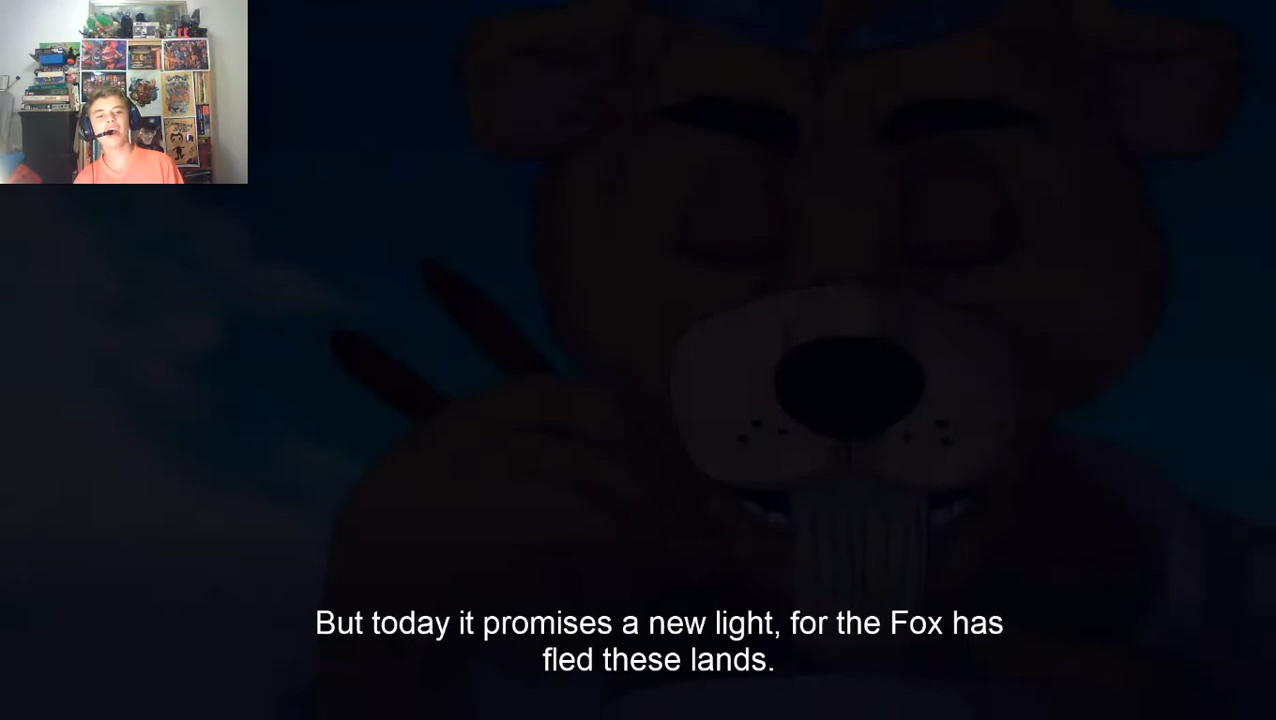 But today it promises a new light, for the Fox has
fled these lands.